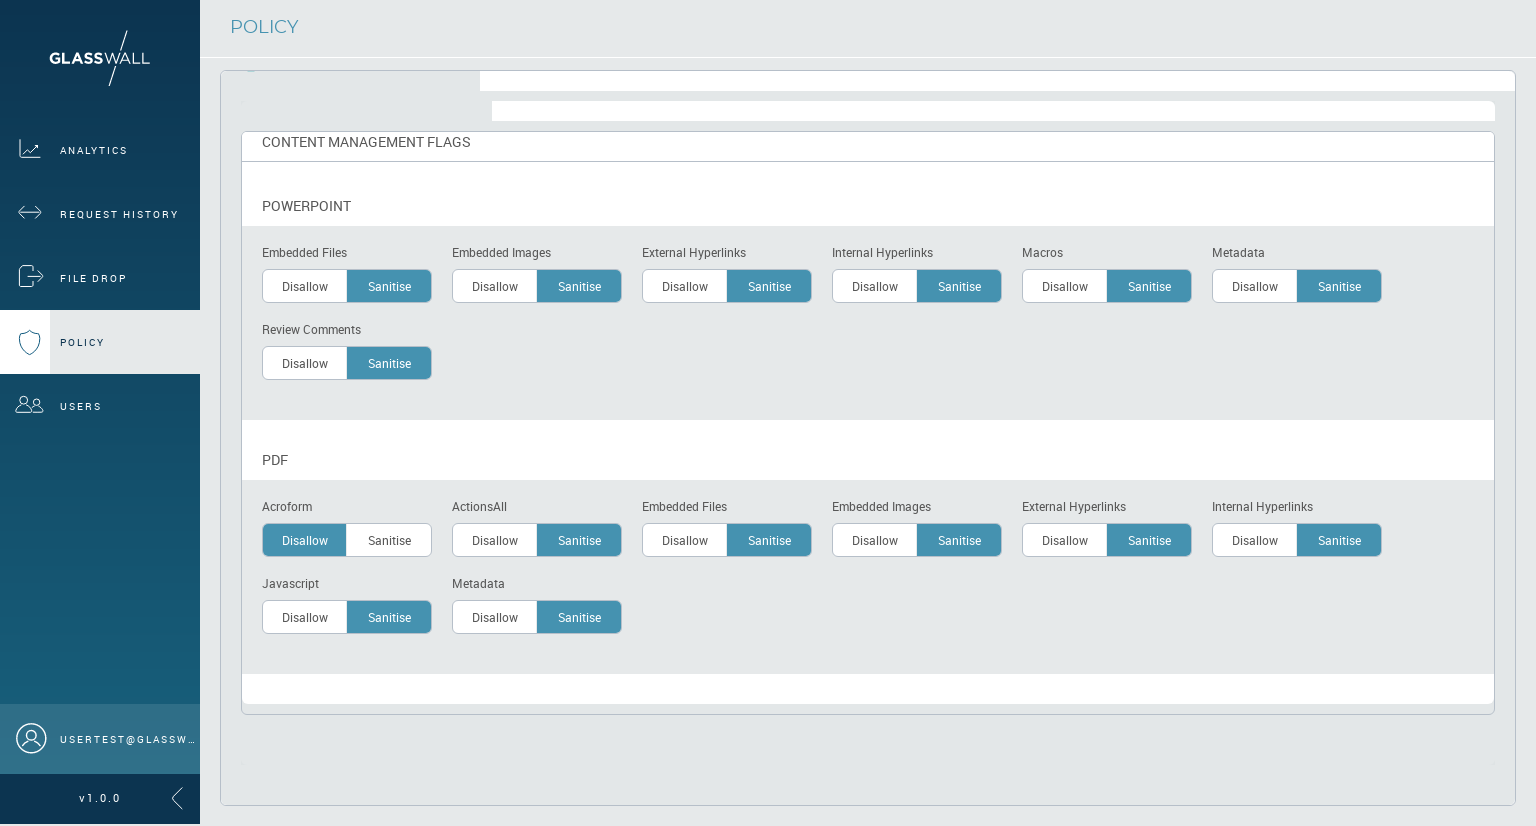 GLASSWALL
ANALYTICS
REQUEST HISTORY
FILE DROP
POLICY
USERS
USERTEST@GLASSW...
v1.0.0
POLICY
CONTENT MANAGEMENT FLAGS
POWERPOINT
Embedded Files Embedded Images External Hyperlinks Internal Hyperlinks Macros Metadata
Disallow Sanitise Disallow Sanitise Disallow Sanitise Disallow Sanitise Disallow Sanitise Disallow Sanitise
Review Comments
Disallow Sanitise
PDF
Acroform ActionsAll Embedded Files Embedded Images External Hyperlinks Internal Hyperlinks
Disallow Sanitise Disallow Sanitise Disallow Sanitise Disallow Sanitise Disallow Sanitise Disallow Sanitise
Javascript Metadata
Disallow Sanitise Disallow Sanitise